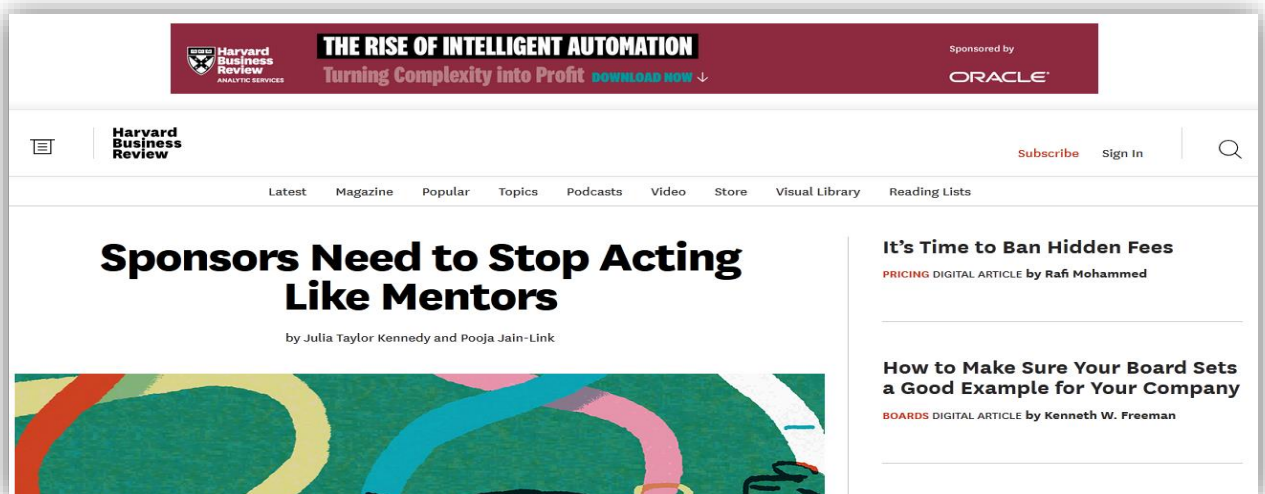 Harvard
Business
Review
ANALYTIC SERVICES
THE RISE OF INTELLIGENT AUTOMATION
Turning Complexity into Profit DOWNLOAD NOW ↓
Sponsored by
ORACLE®
Harvard
Business
Review
Subscribe Sign In
Latest Magazine Popular Topics Podcasts Video Store Visual Library Reading Lists
Sponsors Need to Stop Acting
Like Mentors
by Julia Taylor Kennedy and Pooja Jain-Link
It’s Time to Ban Hidden Fees
PRICING DIGITAL ARTICLE by Rafi Mohammed
How to Make Sure Your Board Sets
a Good Example for Your Company
BOARDS DIGITAL ARTICLE by Kenneth W. Freeman